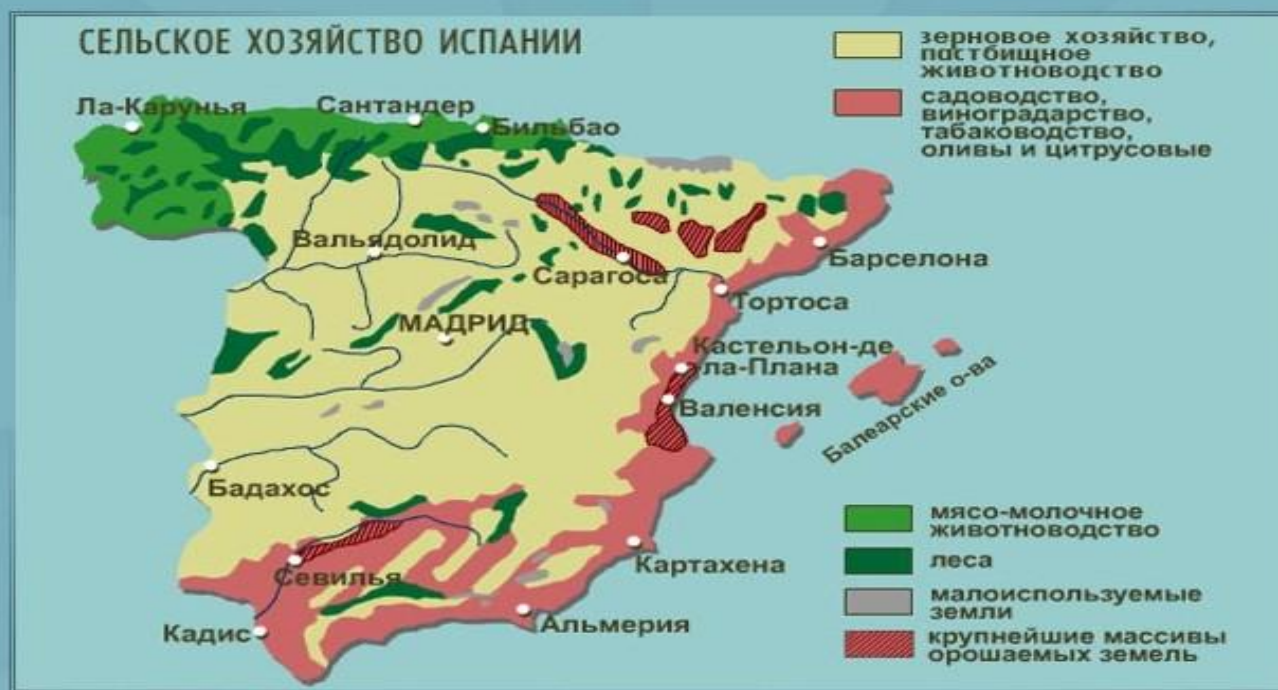 СЕЛЬСКОЕ ХОЗЯЙСТВО ИСПАНИИ
зерновое хозяйство,
пастбищное
животноводство
садоводство,
виноградарство,
табаководство,
оливы и цитрусовые
Ла-Карунья
Сантандер
Бильбао
Вальядолид
Сарагоса
Барселона
Тортоса
МАДРИД
Кастельон-де
ла-Плана
Валенсия
Балеарские о-ва
Бадахос
Севилья
Картахена
Кадис
Альмерия
мясо-молочное
животноводство
леса
малоиспользуемые
земли
крупнейшие массивы
орошаемых земель